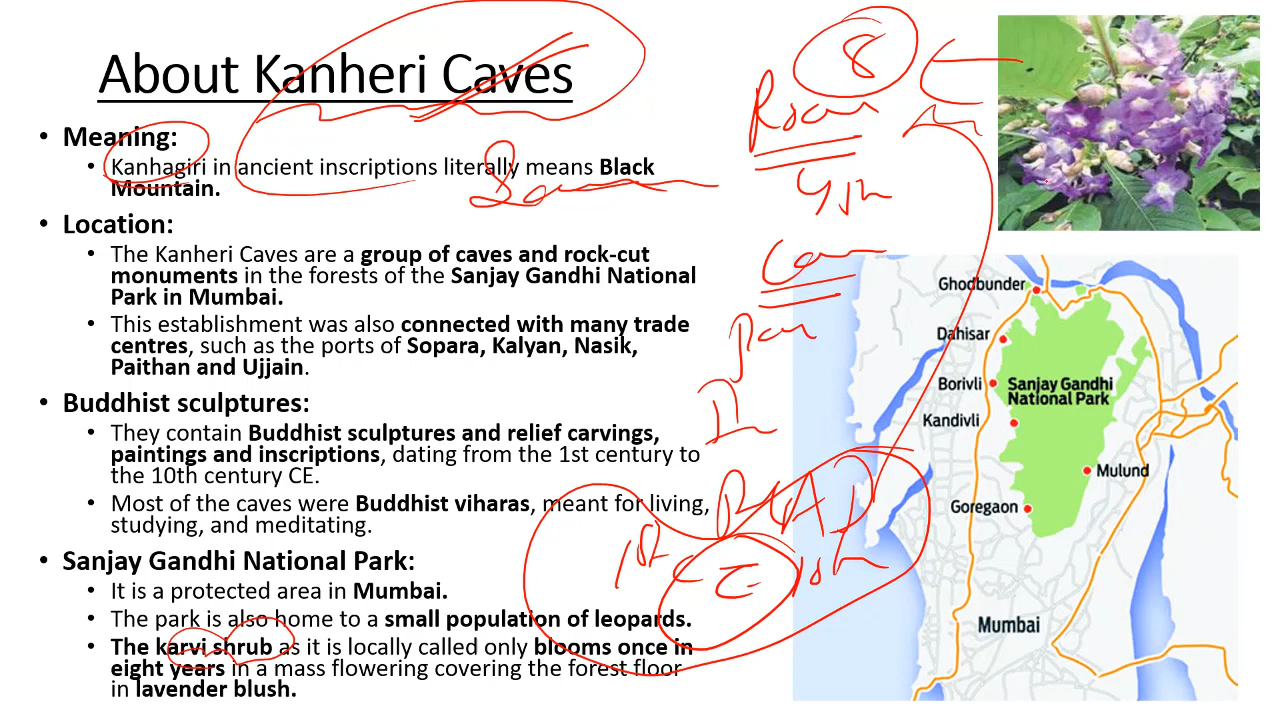 About Kanheri Caves
• Meaning:
• Kanhagiri in ancient inscriptions literally means Black
Mountain.
• Location:
• The Kanheri Caves are a group of caves and rock-cut
monuments in the forests of the Sanjay Gandhi National
Park in Mumbai.
• This establishment was also connected with many trade
centres, such as the ports of Sopara, Kalyan, Nasik,
Paithan and Ujjain.
• Buddhist sculptures:
• They contain Buddhist sculptures and relief carvings,
paintings and inscriptions, dating from the 1st century to
the 10th century CE.
• Most of the caves were Buddhist viharas, meant for living,
studying, and meditating.
• Sanjay Gandhi National Park:
• It is a protected area in Mumbai.
• The park is also home to a small population of leopards.
• The karvi shrub as it is locally called only blooms once in
eight years in a mass flowering covering the forest floor
in lavender blush.
8
Ghodbunder
Dahisar
Borivli
Sanjay Gandhi
National Park
Kandivli
Mulund
Goregaon
Mumbai